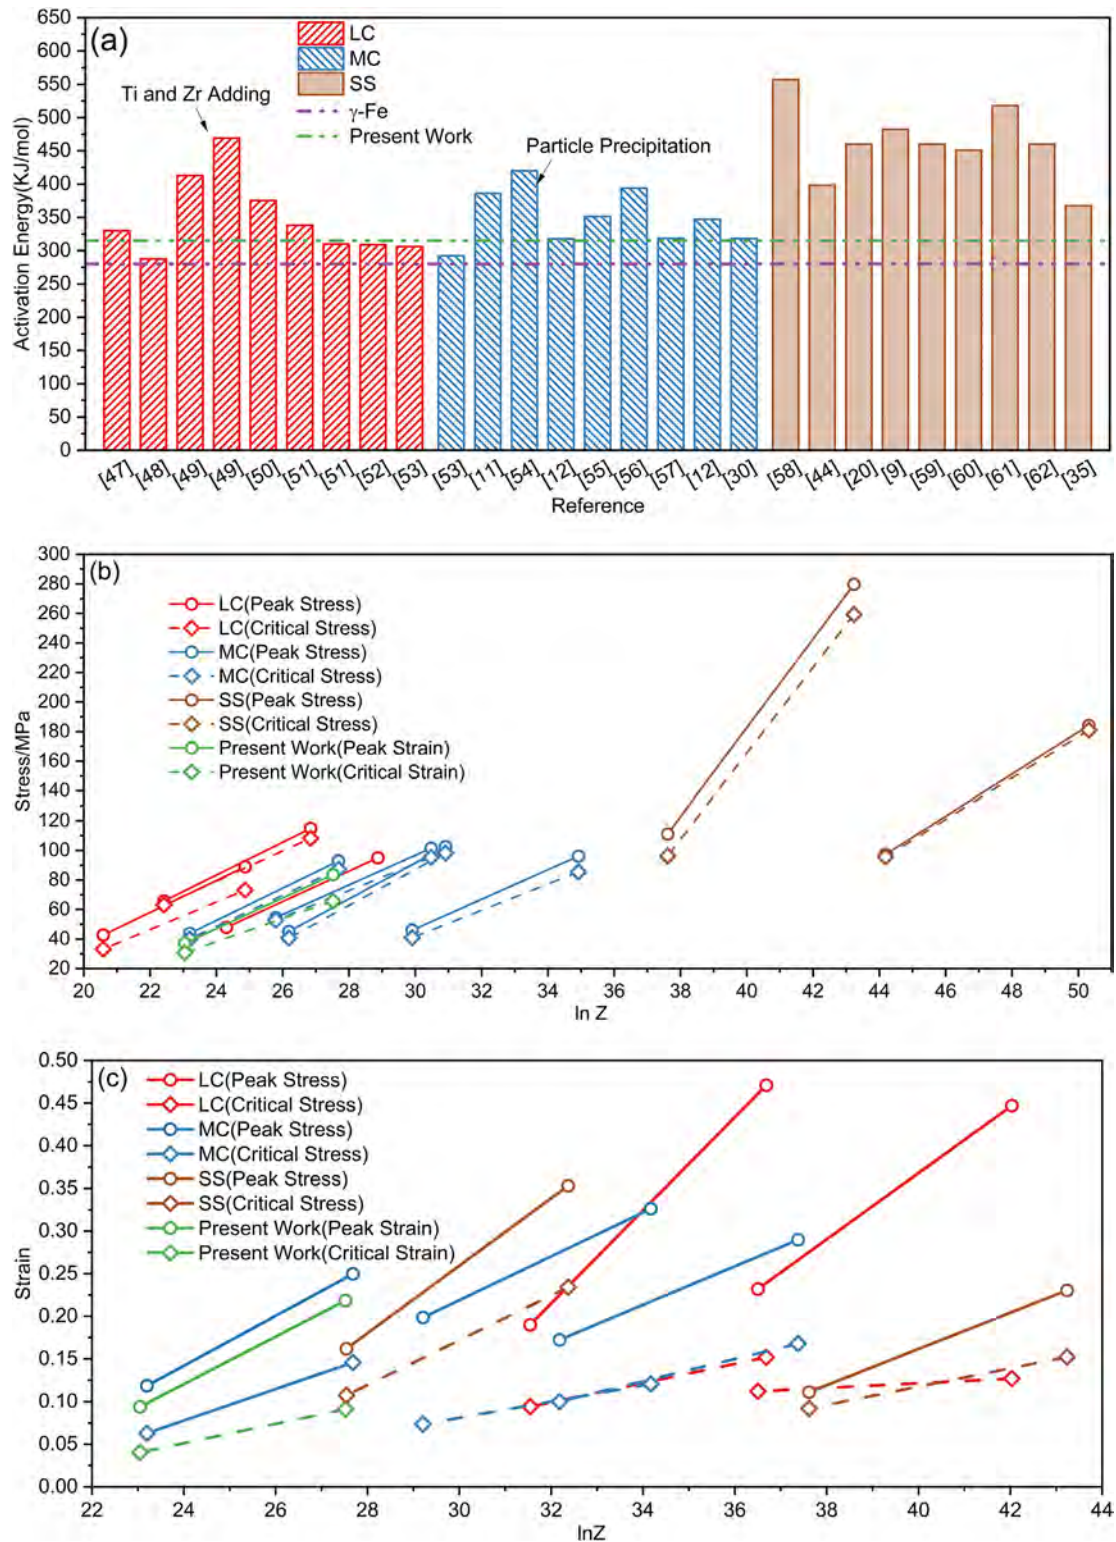 (a)
LC
MC
SS
γ-Fe
Present Work
Ti and Zr Adding
Particle Precipitation
Activation Energy(KJ/mol)
650
600
550
500
450
400
350
300
250
200
150
100
50
0
[47] [48] [49] [49] [50] [51] [51] [52] [53] [53] [11] [54] [12] [55] [56] [57] [12] [30] [58] [44] [20] [9] [59] [60] [61] [62] [35]
Reference
(b)
LC(Peak Stress)
LC(Critical Stress)
MC(Peak Stress)
MC(Critical Stress)
SS(Peak Stress)
SS(Critical Stress)
Present Work(Peak Strain)
Present Work(Critical Strain)
Stress/MPa
300
280
260
240
220
200
180
160
140
120
100
80
60
40
20
20 22 24 26 28 30 32 34 36 38 40 42 44 46 48 50
ln Z
(c)
LC(Peak Stress)
LC(Critical Stress)
MC(Peak Stress)
MC(Critical Stress)
SS(Peak Stress)
SS(Critical Stress)
Present Work(Peak Strain)
Present Work(Critical Strain)
Strain
0.50
0.45
0.40
0.35
0.30
0.25
0.20
0.15
0.10
0.05
0.00
22 24 26 28 30 32 34 36 38 40 42 44
lnZ